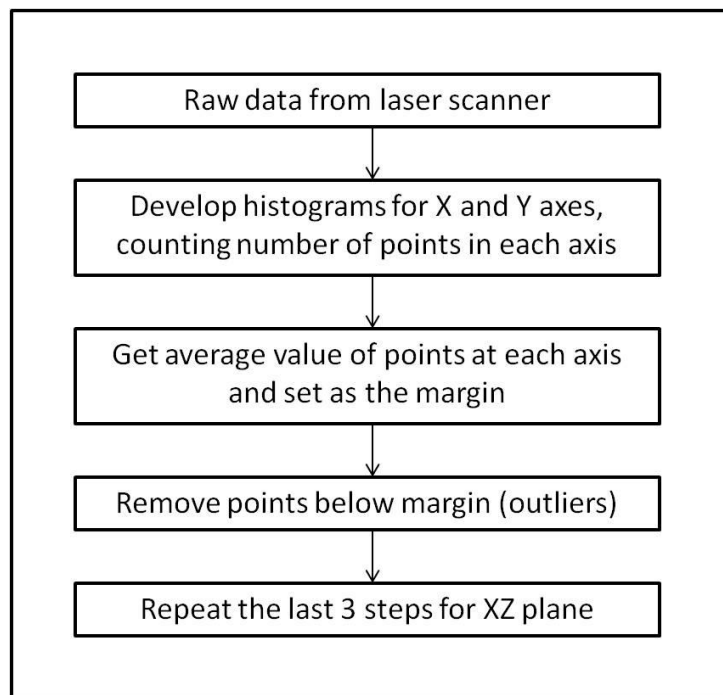 Raw data from laser scanner
Develop histograms for X and Y axes,
counting number of points in each axis
Get average value of points at each axis
and set as the margin
Remove points below margin (outliers)
Repeat the last 3 steps for XZ plane